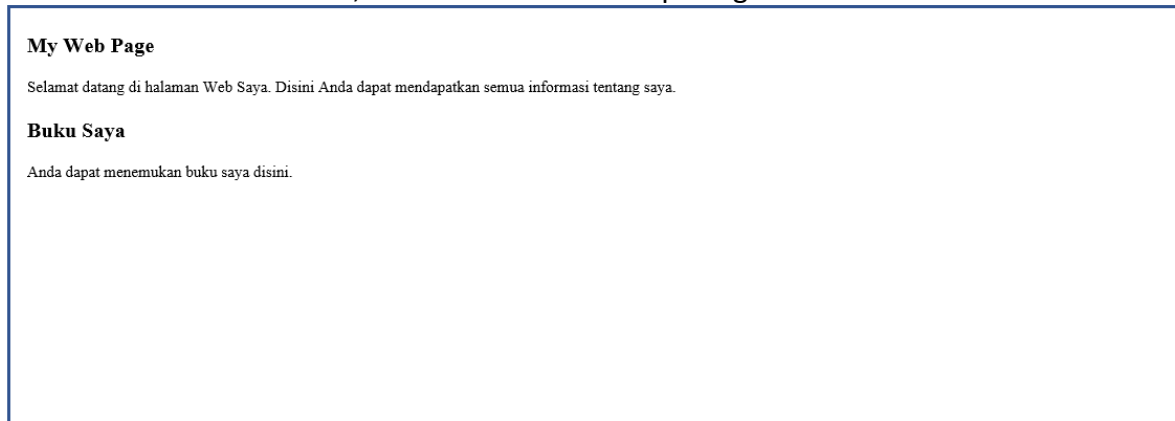 My Web Page
Selamat datang di halaman Web Saya. Disini Anda dapat mendapatkan semua informasi tentang saya.
Buku Saya
Anda dapat menemukan buku saya disini.